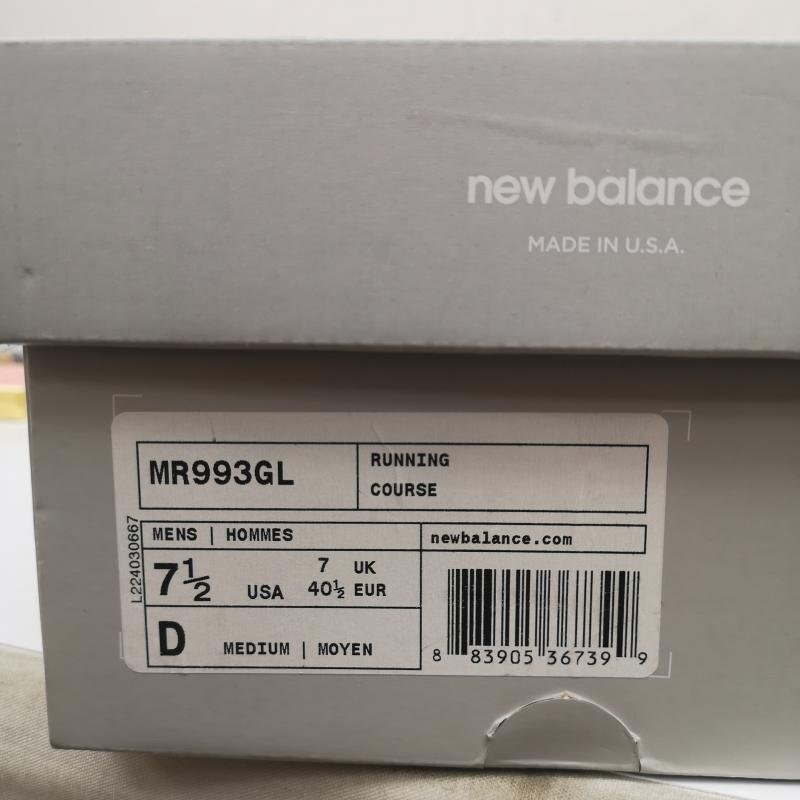 new balance
MADE IN U.S.A.
MR993GL
RUNNING
COURSE
L224030667
MENS | HOMMES
newbalance.com
7½ USA
7 UK
40½ EUR
D MEDIUM | MOYEN
8 83905 36739 9